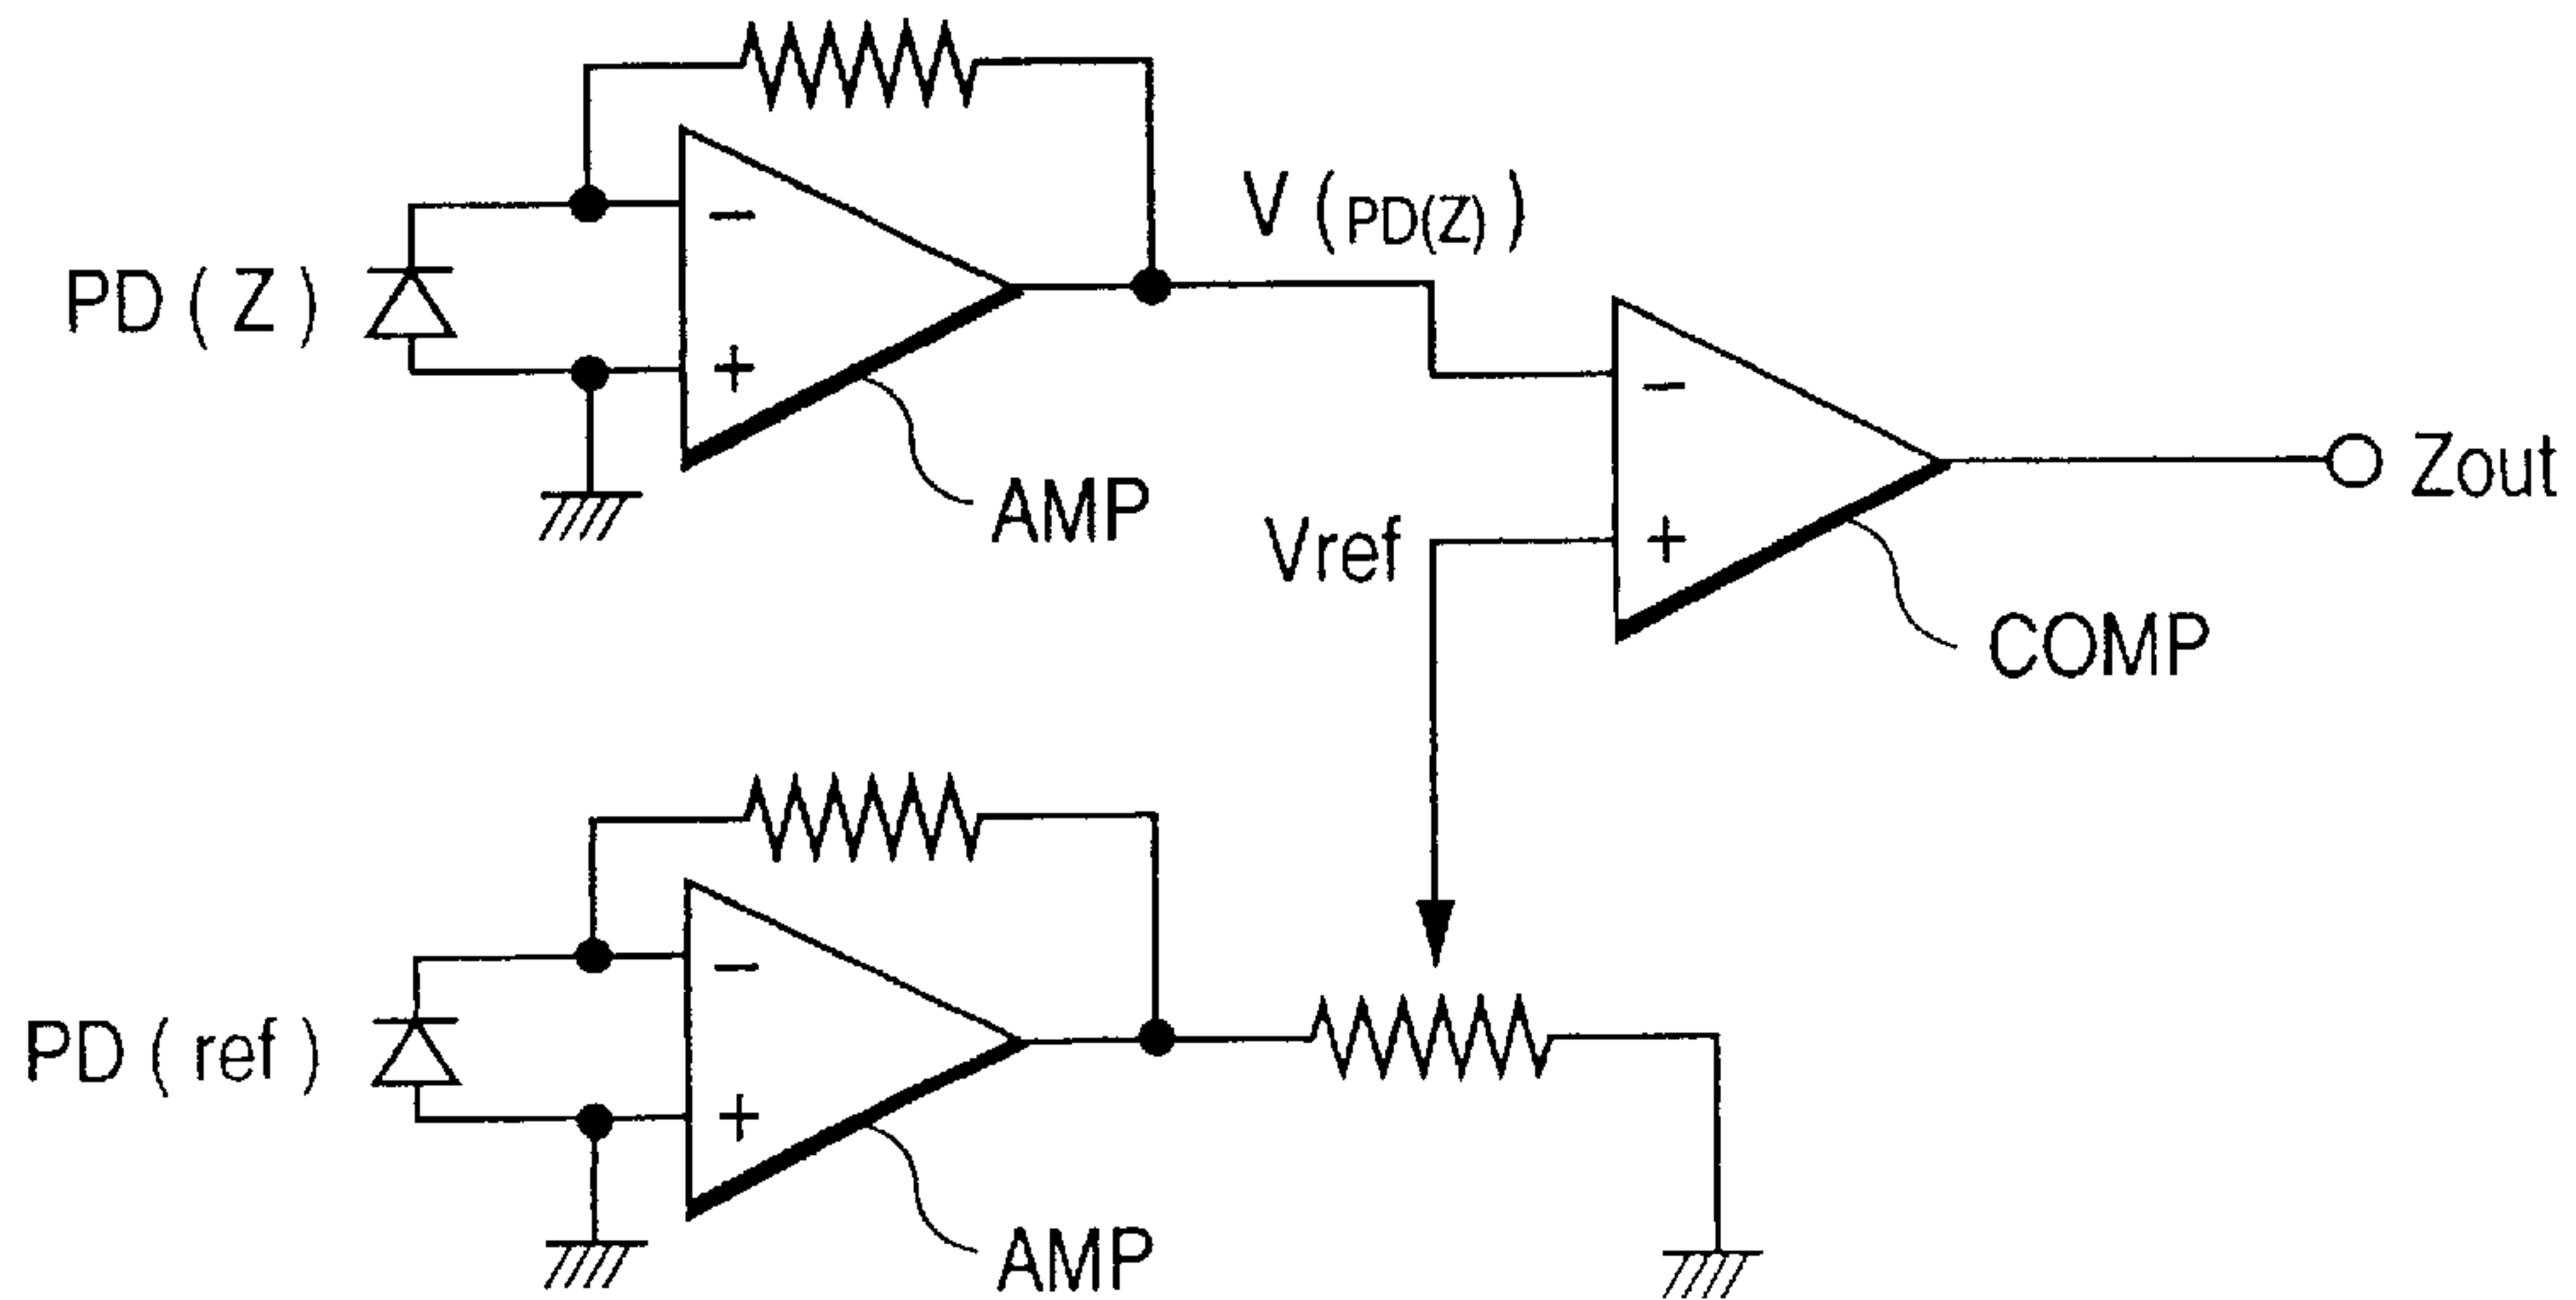 PD ( Z )
−
+
AMP
V (PD(Z))
Vref
−
+
COMP
Zout
PD ( ref )
−
+
AMP